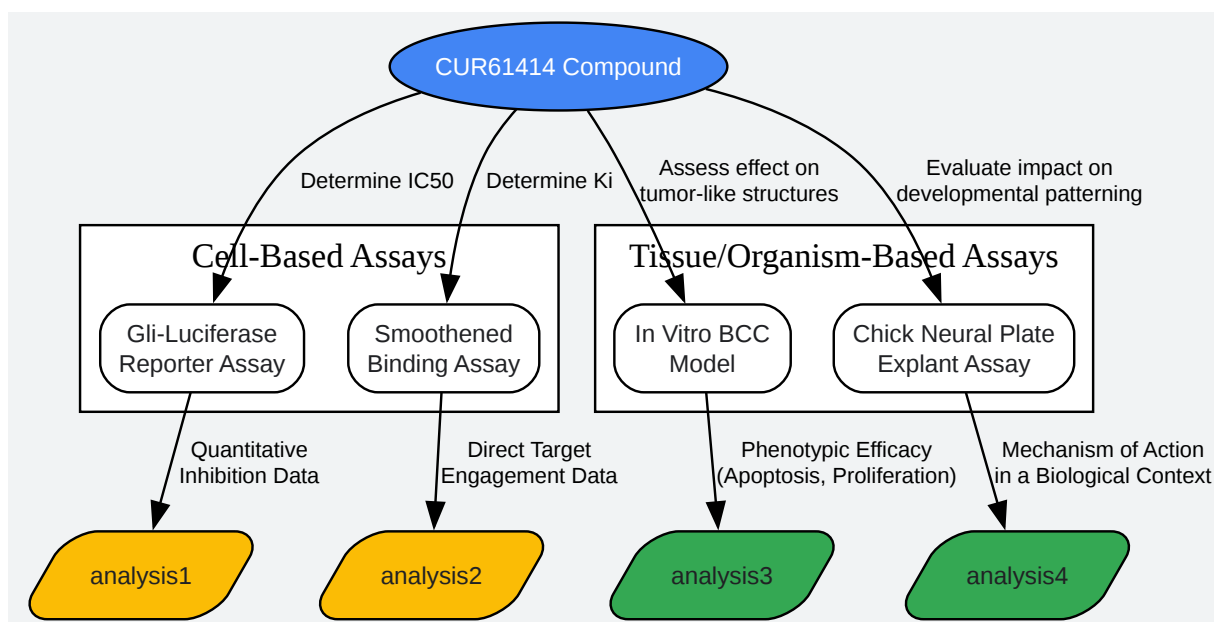 CUR61414 Compound
Determine IC50
Determine Ki
Assess effect on
tumor-like structures
Evaluate impact on
developmental patterning
Cell-Based Assays
Tissue/Organism-Based Assays
Gli-Luciferase
Reporter Assay
Smoothened
Binding Assay
In Vitro BCC
Model
Chick Neural Plate
Explant Assay
Quantitative
Inhibition Data
Direct Target
Engagement Data
Phenotypic Efficacy
(Apoptosis, Proliferation)
Mechanism of Action
in a Biological Context
analysis1
analysis2
analysis3
analysis4